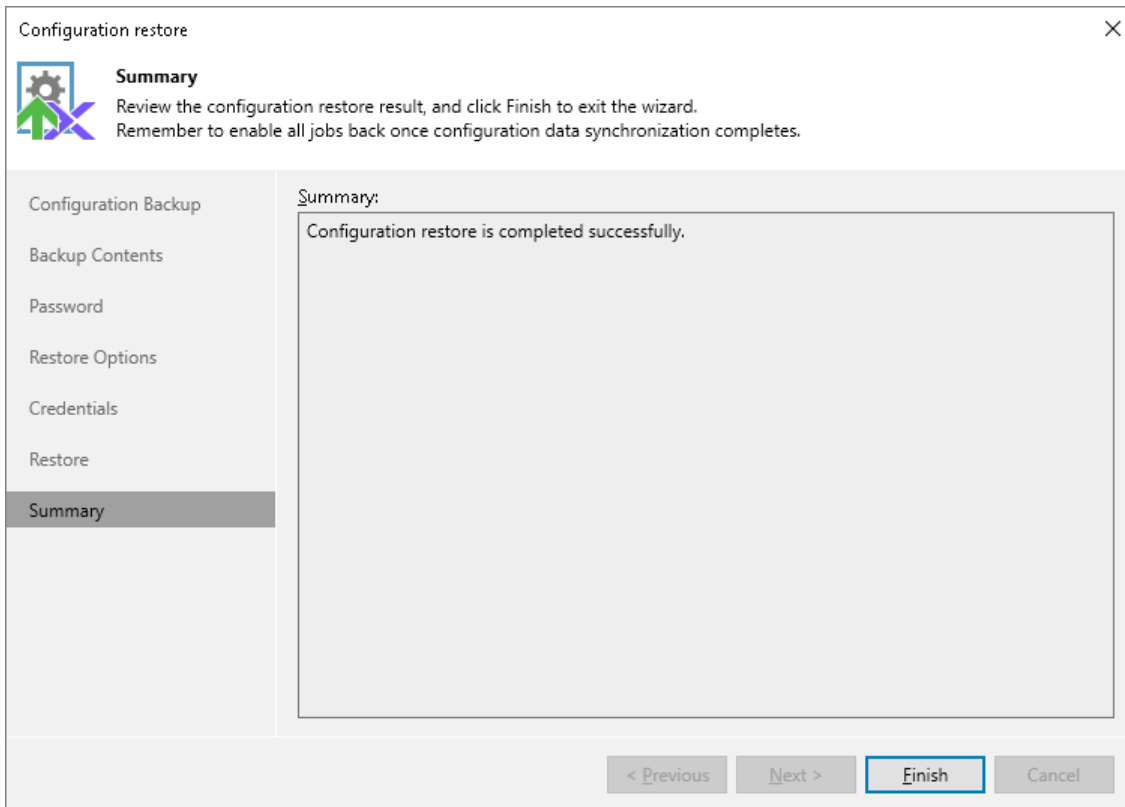 Configuration restore
Summary
Review the configuration restore result, and click Finish to exit the wizard.
Remember to enable all jobs back once configuration data synchronization completes.
Configuration Backup
Backup Contents
Password
Restore Options
Credentials
Restore
Summary
Summary:
Configuration restore is completed successfully.
< Previous
Next >
Finish
Cancel